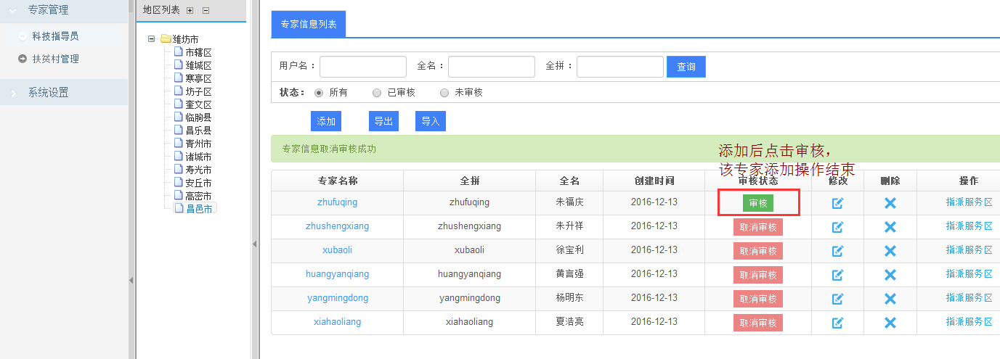 专家管理
科技指导员
扶贫村管理
系统设置
地区列表
潍坊市
市辖区
潍城区
寒亭区
坊子区
奎文区
临朐县
昌乐县
青州市
诸城市
寿光市
安丘市
高密市
昌邑市
专家信息列表
用户名： 全名： 全拼： 查询
状态： 所有 已审核 未审核
添加 导出 导入
专家信息取消审核成功
添加后点击审核，
该专家添加操作结束
专家名称 全拼 全名 创建时间 审核状态 修改 删除 操作
zhufuqing zhufuqing 朱福庆 2016-12-13 审核 指派服务区
zhushengxiang zhushengxiang 朱升祥 2016-12-13 取消审核 指派服务区
xubaoli xubaoli 徐宝利 2016-12-13 取消审核 指派服务区
huangyanqiang huangyanqiang 黄言强 2016-12-13 取消审核 指派服务区
yangmingdong yangmingdong 杨明东 2016-12-13 取消审核 指派服务区
xiahaoliang xiahaoliang 夏浩亮 2016-12-13 取消审核 指派服务区